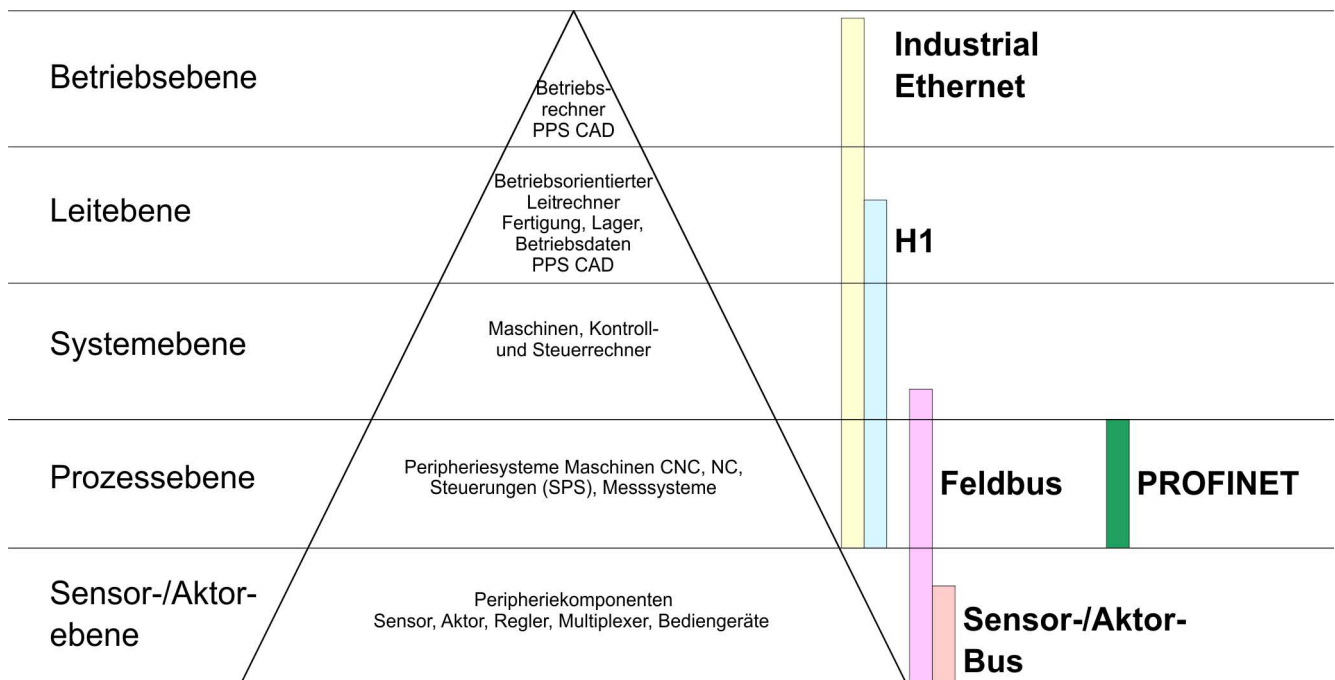 Betriebsebene
Betriebs-
rechner
PPS CAD
Industrial
Ethernet
Leitebene
Betriebsorientierter
Leitrechner
Fertigung, Lager,
Betriebsdaten
PPS CAD
H1
Systemebene
Maschinen, Kontroll-
und Steuerrechner
Prozessebene
Peripheriesysteme Maschinen CNC, NC,
Steuerungen (SPS), Messsysteme
Feldbus
PROFINET
Sensor-/Aktor-
ebene
Peripheriekomponenten
Sensor, Aktor, Regler, Multiplexer, Bediengeräte
Sensor-/Aktor-
Bus